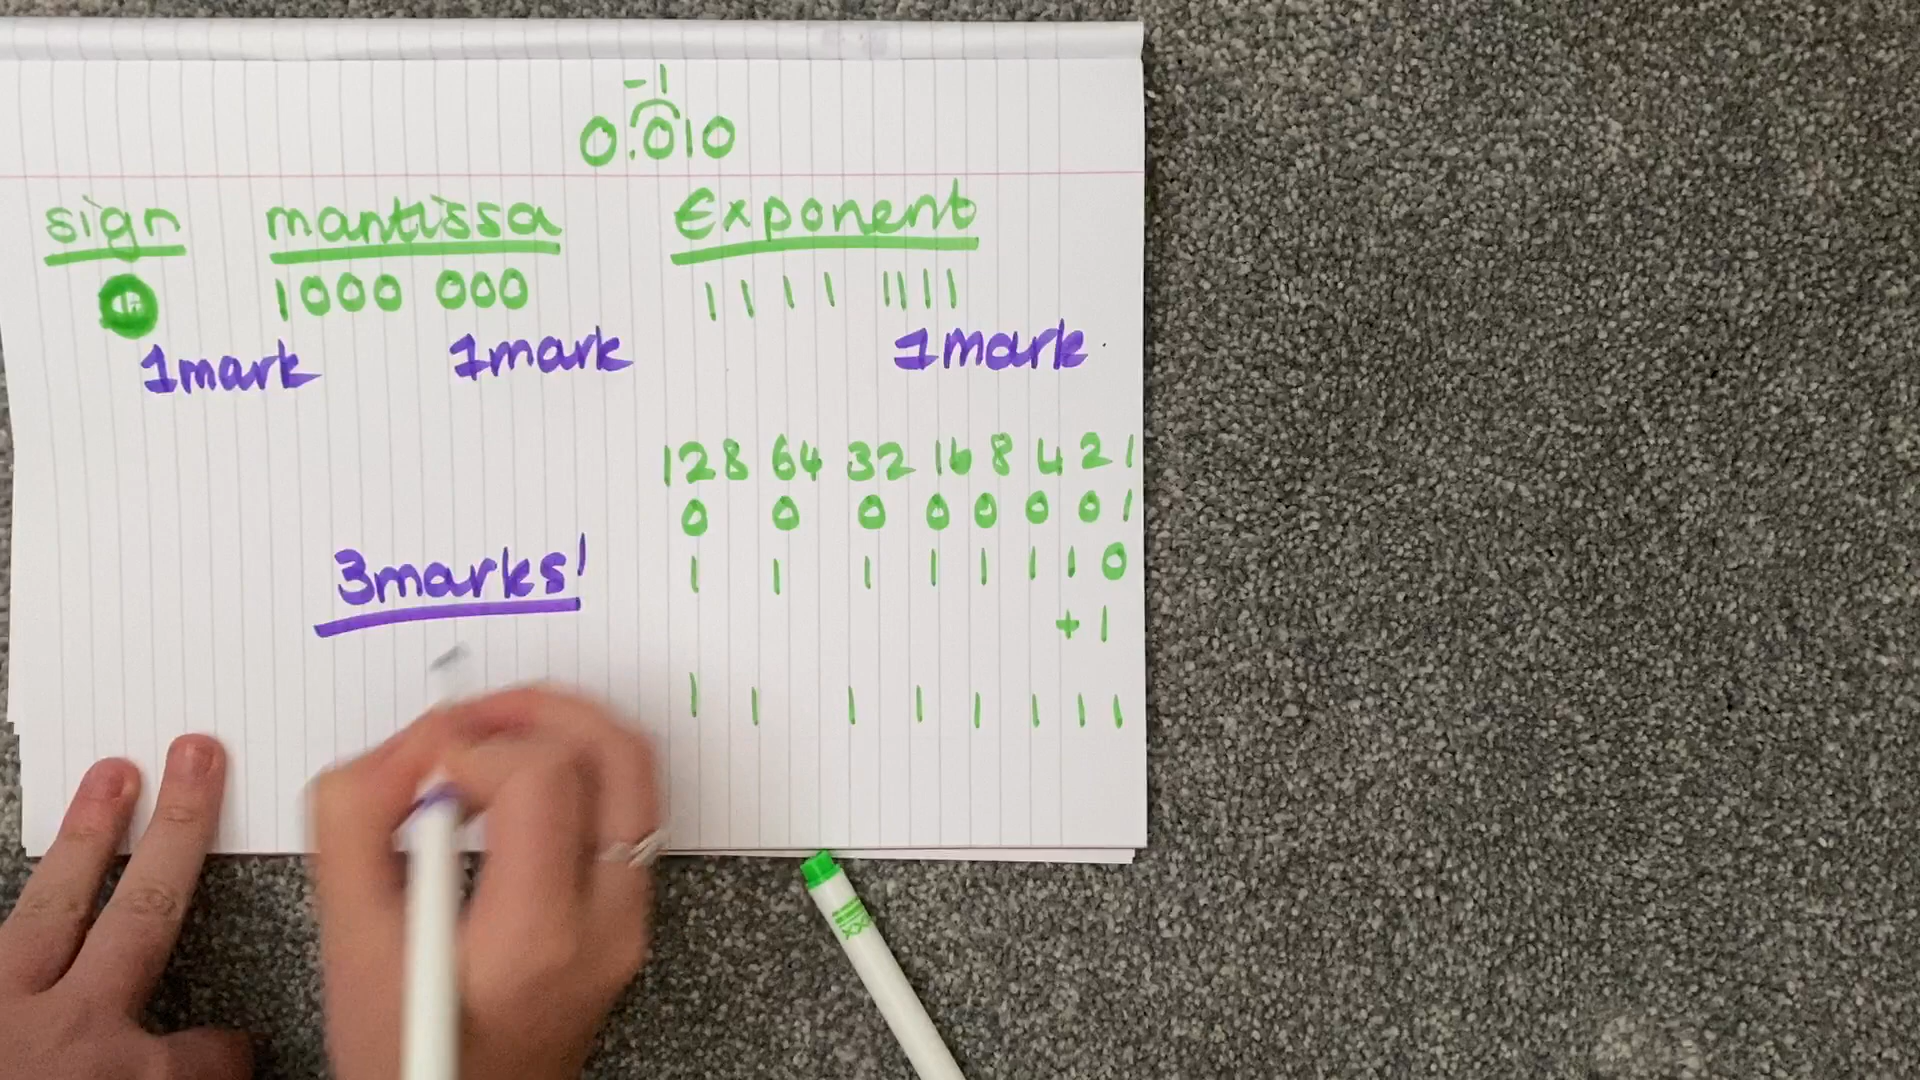 -1
0.010
sign mantissa Exponent
0 1000 000 1111 1111
1mark 1mark 1mark
128 64 32 16 8 4 2 1
0 0 0 0 0 0 0 1
3marks!
1 1 1 1 1 1 1 0
+ 1
1 1 1 1 1 1 1 1